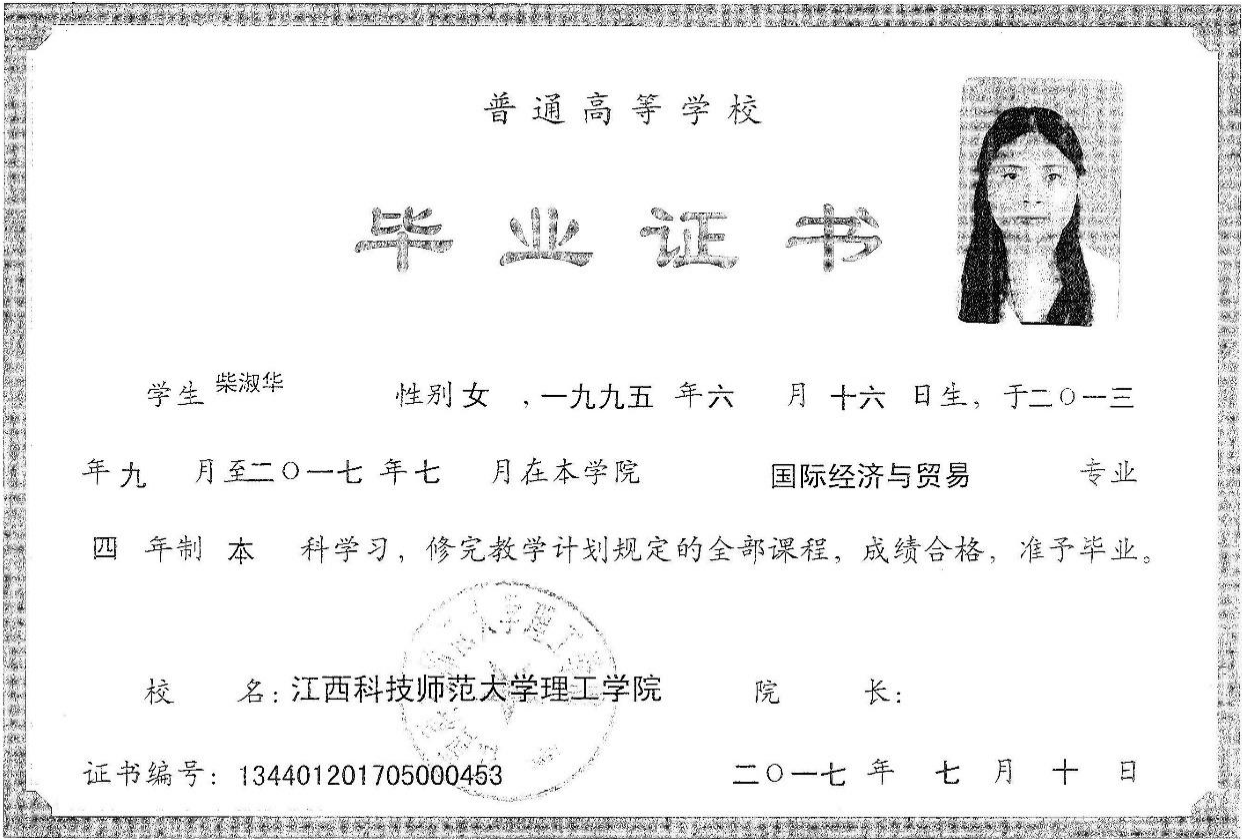 普通高等学校
毕业证书
学生 柴淑华 性别 女 ，一九九五 年 六 月 十六 日生，于二〇一三
年 九 月至二〇一七 年 七 月在本学院 国际经济与贸易 专业
四 年制 本 科学习，修完教学计划规定的全部课程，成绩合格，准予毕业。
校 名：江西科技师范大学理工学院 院 长：
证书编号：134401201705000453 二〇一七 年 七 月 十 日